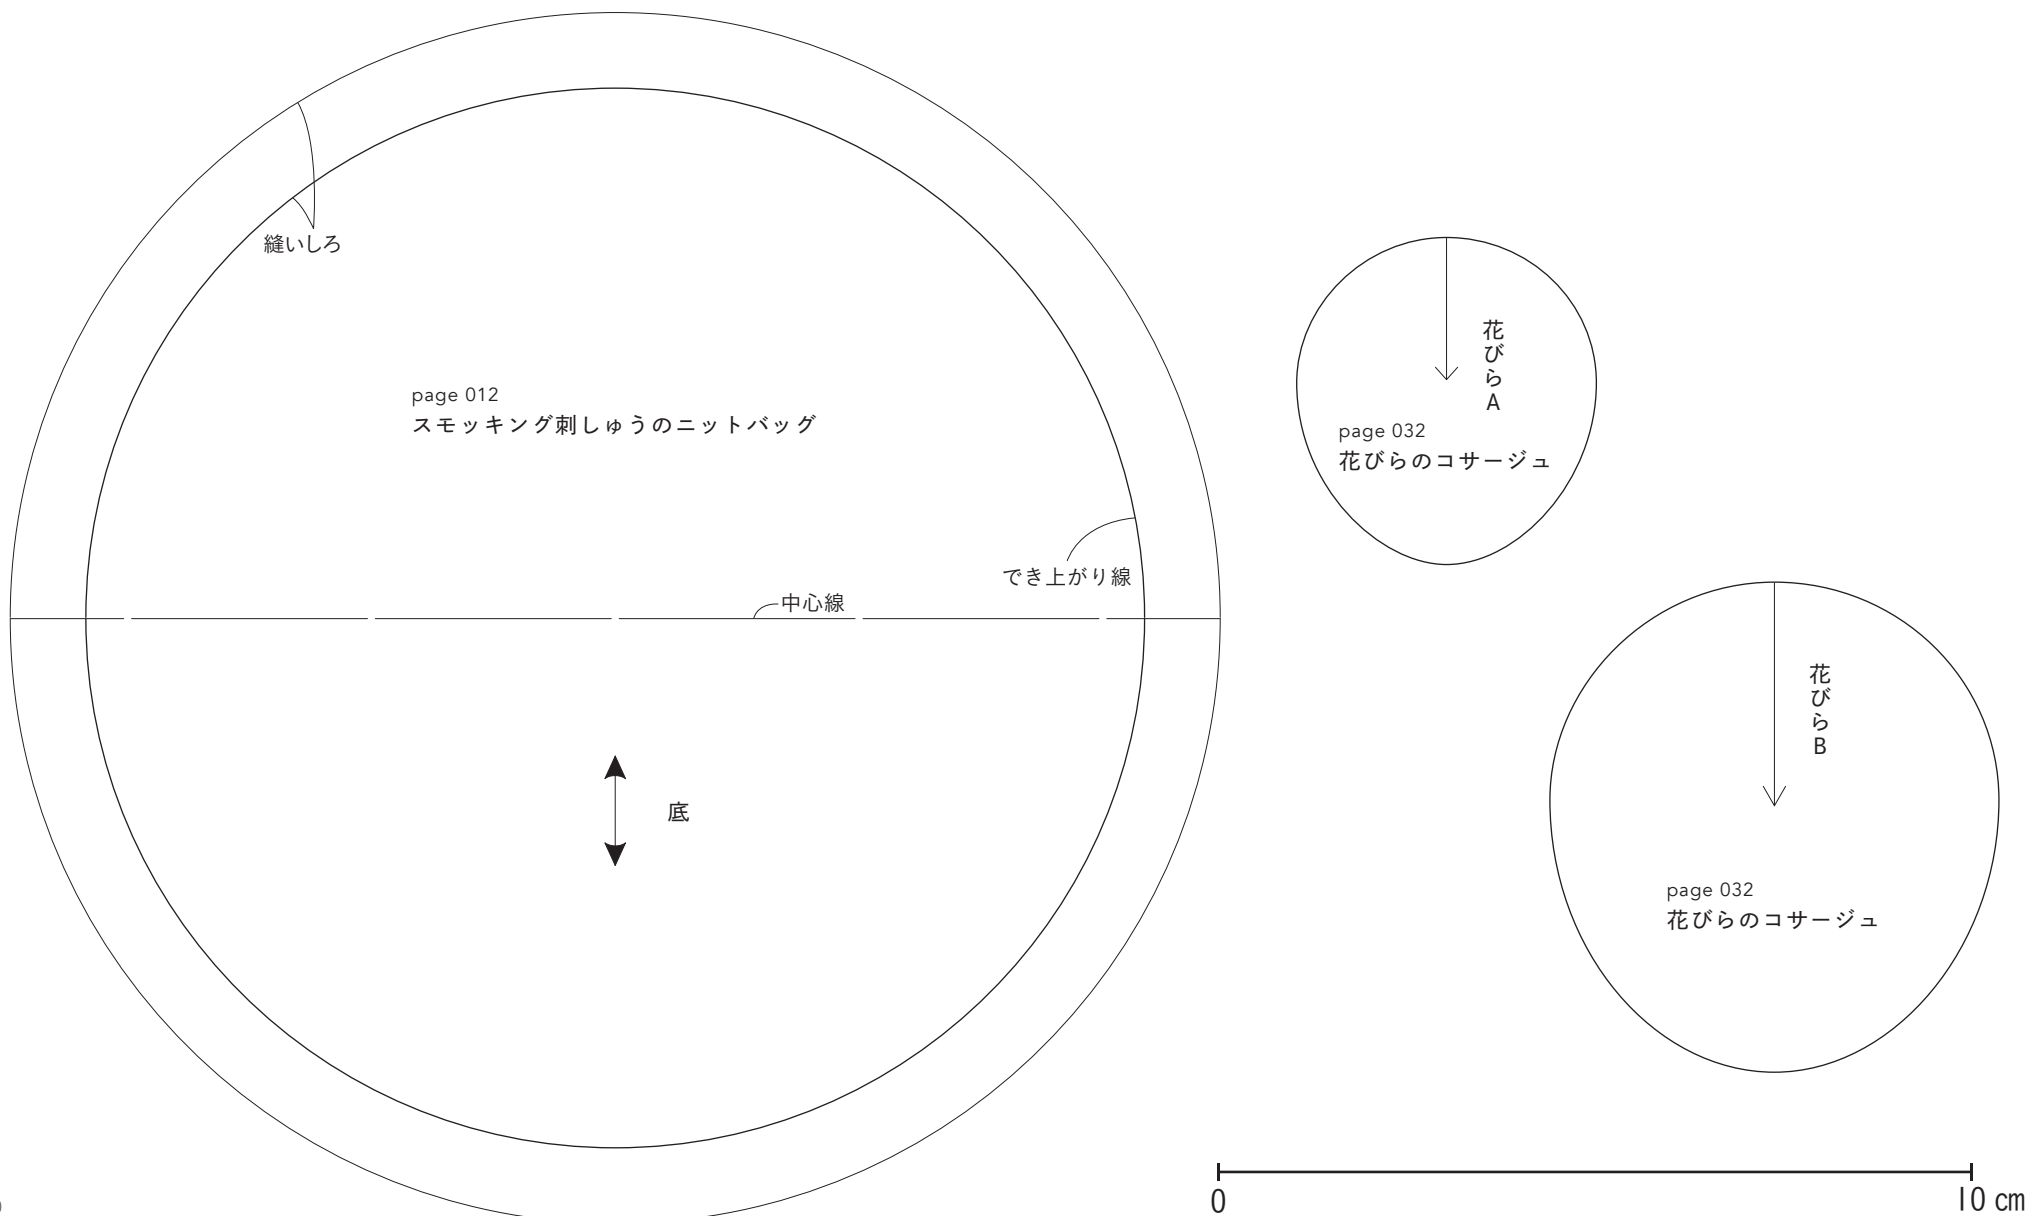 縫いしろ
page 012
スモッキング刺しゅうのニットバッグ
でき上がり線
中心線
底
花びらA
page 032
花びらのコサージュ
花びらB
page 032
花びらのコサージュ
0
10 cm